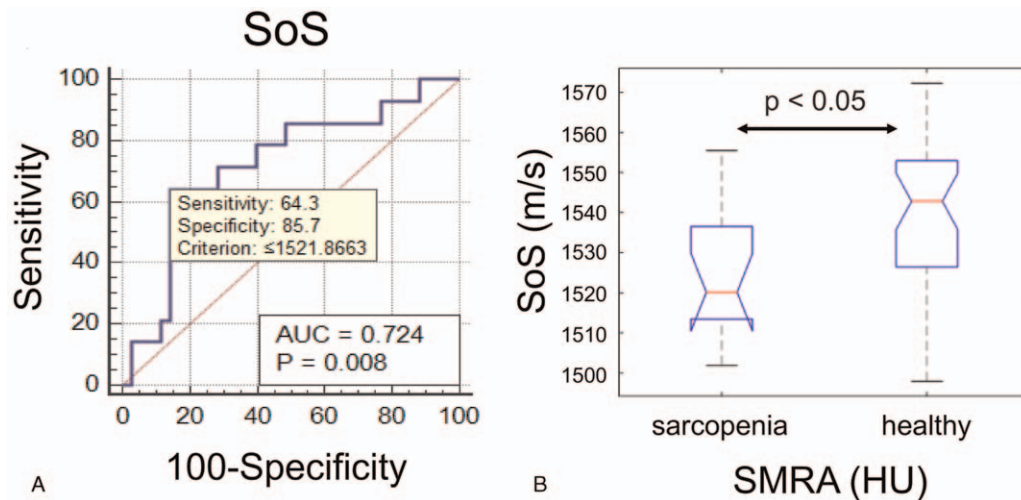 SoS
Sensitivity
100
80
60
40
20
0
Sensitivity: 64.3
Specificity: 85.7
Criterion: ≤1521.8663
AUC = 0.724
P = 0.008
0 20 40 60 80 100
100-Specificity
A
SoS (m/s)
1570
1560
1550
1540
1530
1520
1510
1500
p < 0.05
sarcopenia healthy
SMRA (HU)
B